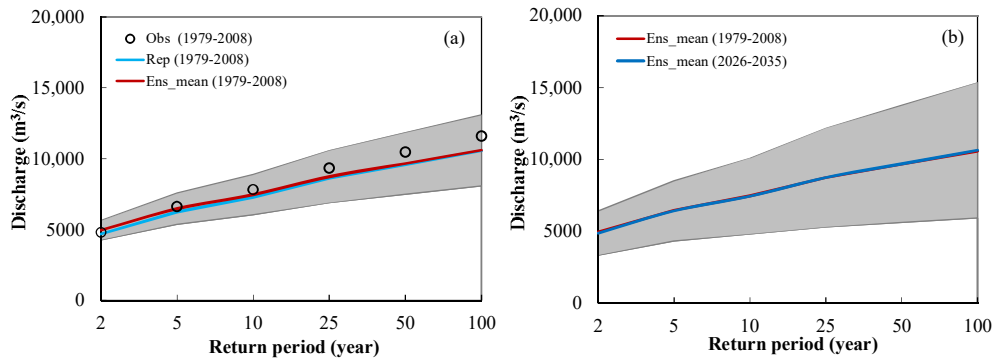 20,000
15,000
10,000
5000
0
2 5 10 25 50 100
Discharge (m³/s)
Return period (year)
(a)
Obs (1979-2008)
Rep (1979-2008)
Ens_mean (1979-2008)
20,000
15,000
10,000
5000
0
2 5 10 25 50 100
Discharge (m³/s)
Return period (year)
(b)
Ens_mean (1979-2008)
Ens_mean (2026-2035)